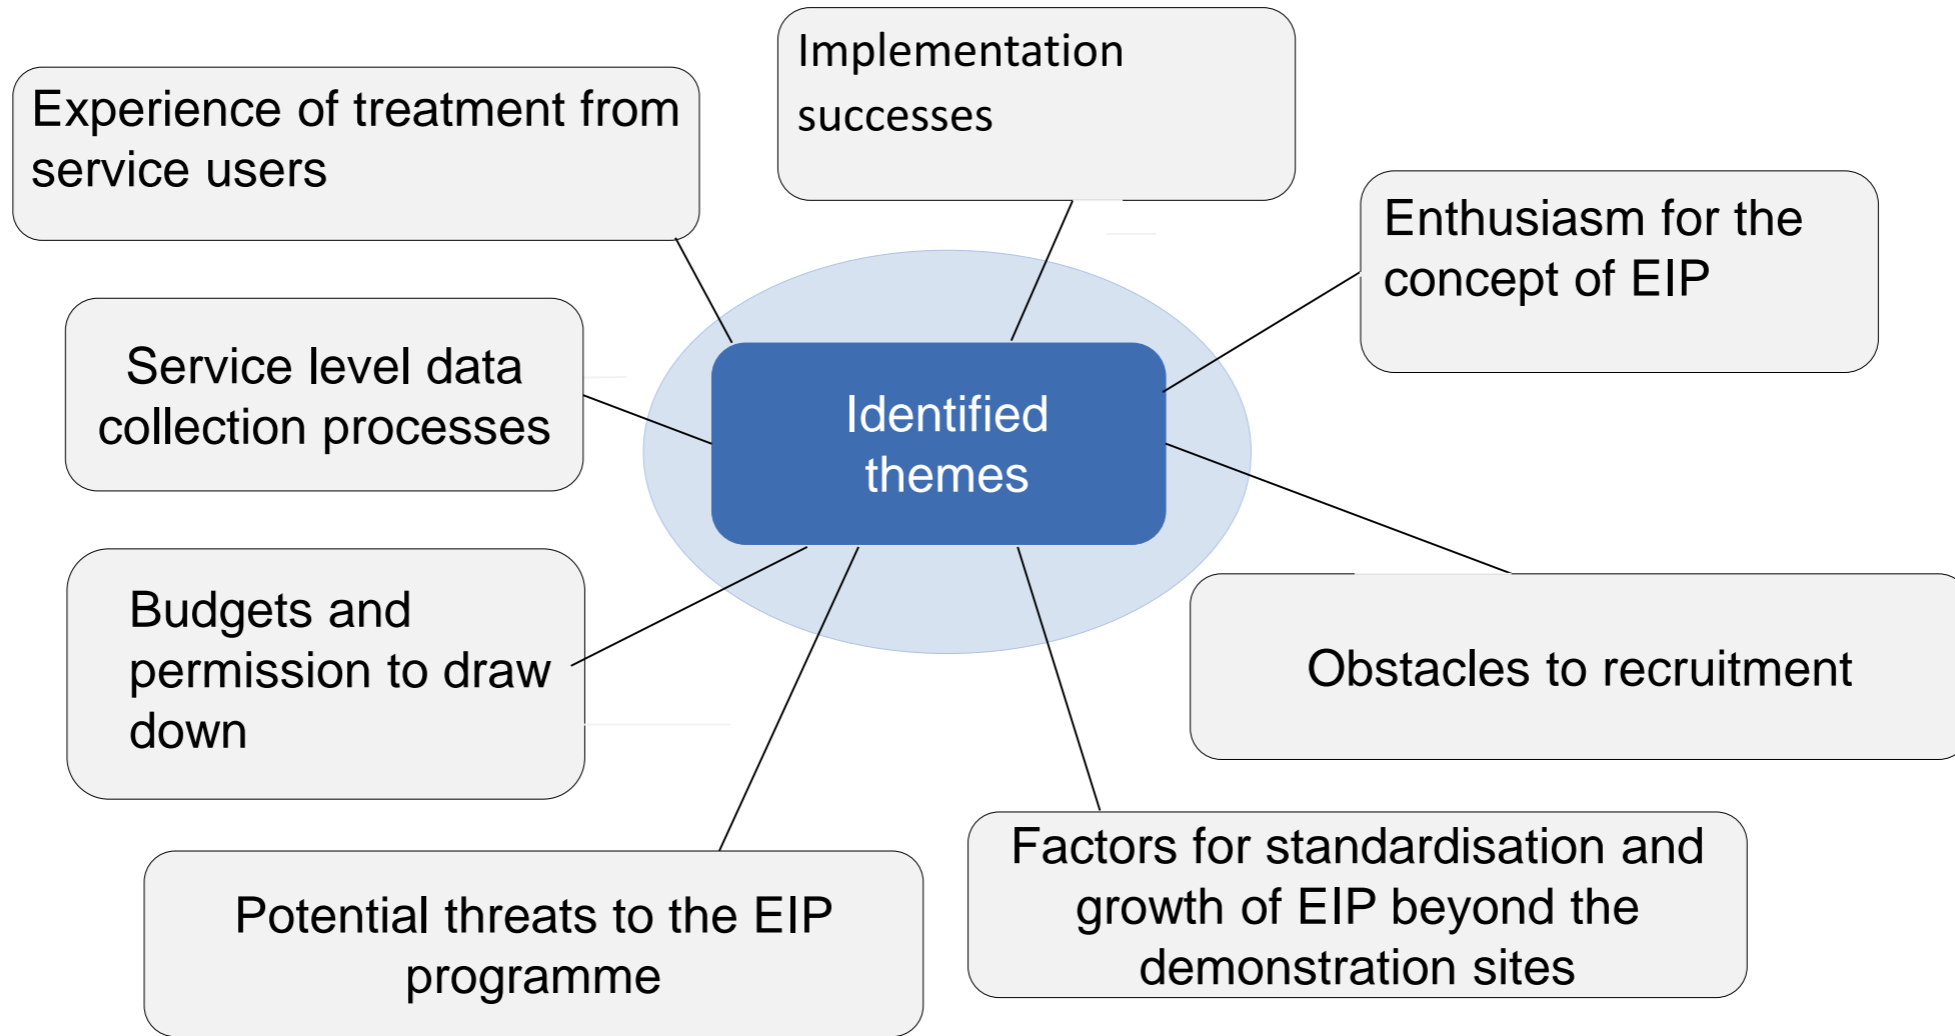 Implementation
successes
Experience of treatment from
service users
Enthusiasm for the
concept of EIP
Service level data
collection processes
Identified
themes
Budgets and
permission to draw
down
Obstacles to recruitment
Potential threats to the EIP
programme
Factors for standardisation and
growth of EIP beyond the
demonstration sites